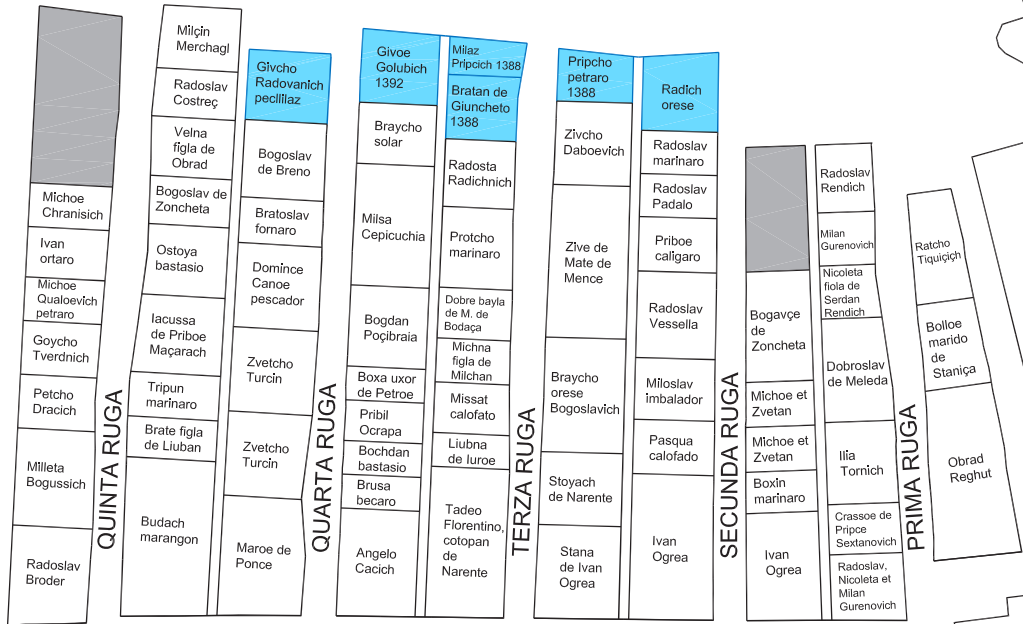 Michoe
Chranisich
Ivan
ortaro
Michoe
Qualoevich
petraro
Goycho
Tverdnich
Petcho
Dracich
Milleta
Bogussich
Radoslav
Broder
QUINTA RUGA
Milçin
Merchagl
Radoslav
Costreç
Velna
figla de
Obrad
Bogoslav de
Zoncheta
Ostoya
bastasio
Iacussa
de Priboe
Maçarach
Tripun
marinaro
Brate figla
de Liuban
Budach
marangon
Givcho
Radovanich
pecllilaz
Bogoslav
de Breno
Bratoslav
fornaro
Domince
Canoe
pescador
Zvetcho
Turcin
Zvetcho
Turcin
Maroe de
Ponce
QUARTA RUGA
Givoe
Golubich
1392
Braycho
solar
Milsa
Cepicuchia
Bogdan
Poçibraia
Boxa uxor
de Petroe
Pribil
Ocrapa
Bochdan
bastasio
Brusa
becaro
Angelo
Cacich
Milaz
Pripcich 1388
Bratan de
Giuncheto
1388
Radosta
Radichnich
Protcho
marinaro
Dobre bayla
de M. de
Bodaça
Michna
figla de
Milchan
Missat
calofato
Liubna
de Iuroe
Tadeo
Florentino,
cotopan
de
Narente
TERZA RUGA
Pripcho
petraro
1388
Zivcho
Daboevich
Zive de
Mate de
Mence
Braycho
orese
Bogoslavich
Stoyach
de Narente
Stana
de Ivan
Ogrea
Radich
orese
Radoslav
marinaro
Radoslav
Padalo
Priboe
caligaro
Radoslav
Vessella
Miloslav
imbalador
Pasqua
calofado
Ivan
Ogrea
SECUNDA RUGA
Bogavçe
de
Zoncheta
Michoe et
Zvetan
Michoe et
Zvetan
Boxin
marinaro
Ivan
Ogrea
Radoslav
Rendich
Milan
Gurenovich
Nicoleta
fiola de
Serdan
Rendich
Dobroslav
de Meleda
Ilia
Tornich
Crassoe de
Pripce
Sextanovich
Radoslav,
Nicoleta et
Milan
Gurenovich
PRIMA RUGA
Ratcho
Tiquiçiçh
Bolloe
marido
de
Staniça
Obrad
Reghut